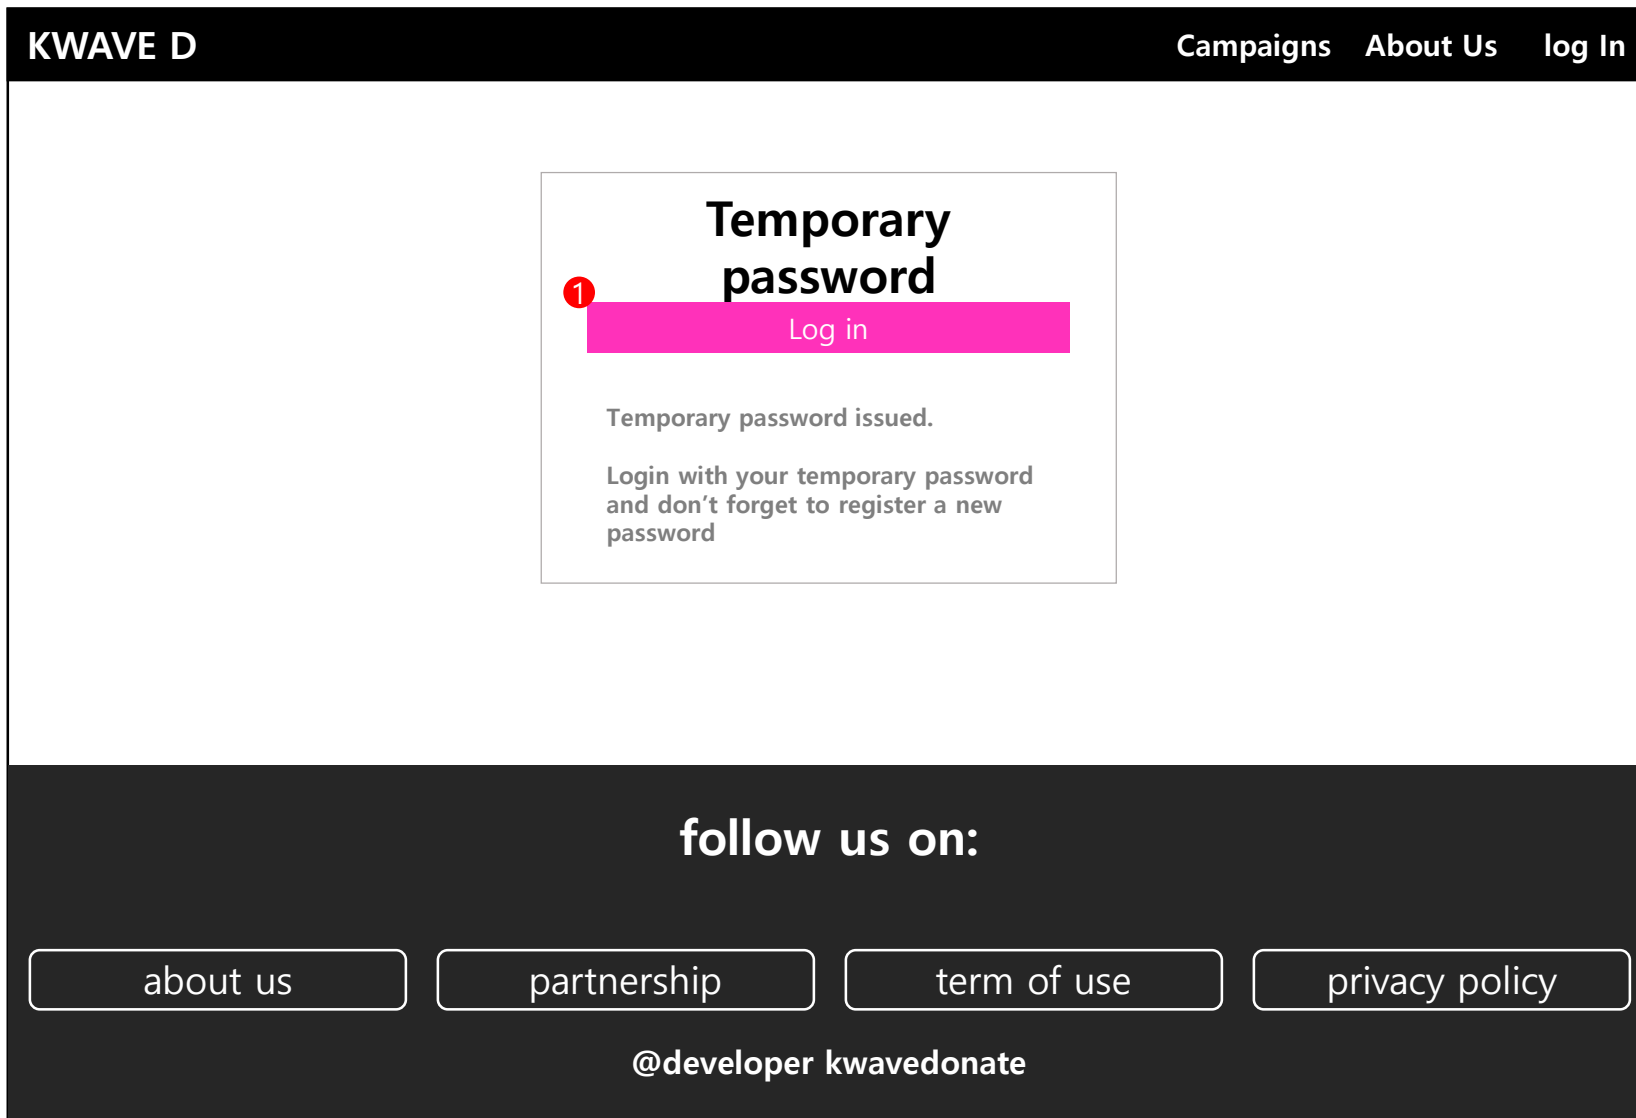 KWAVE D Campaigns About Us log In
Temporary
password
1
Log in
Temporary password issued.
Login with your temporary password
and don't forget to register a new
password
follow us on:
about us partnership term of use privacy policy
@developer kwavedonate